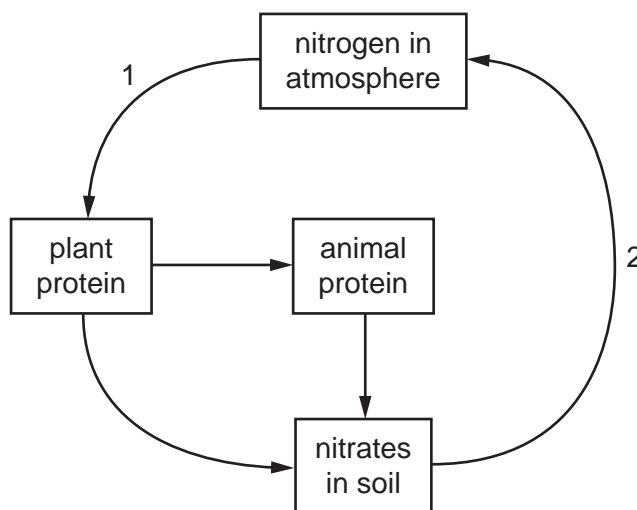 nitrogen in
atmosphere
1
plant
protein
animal
protein
2
nitrates
in soil